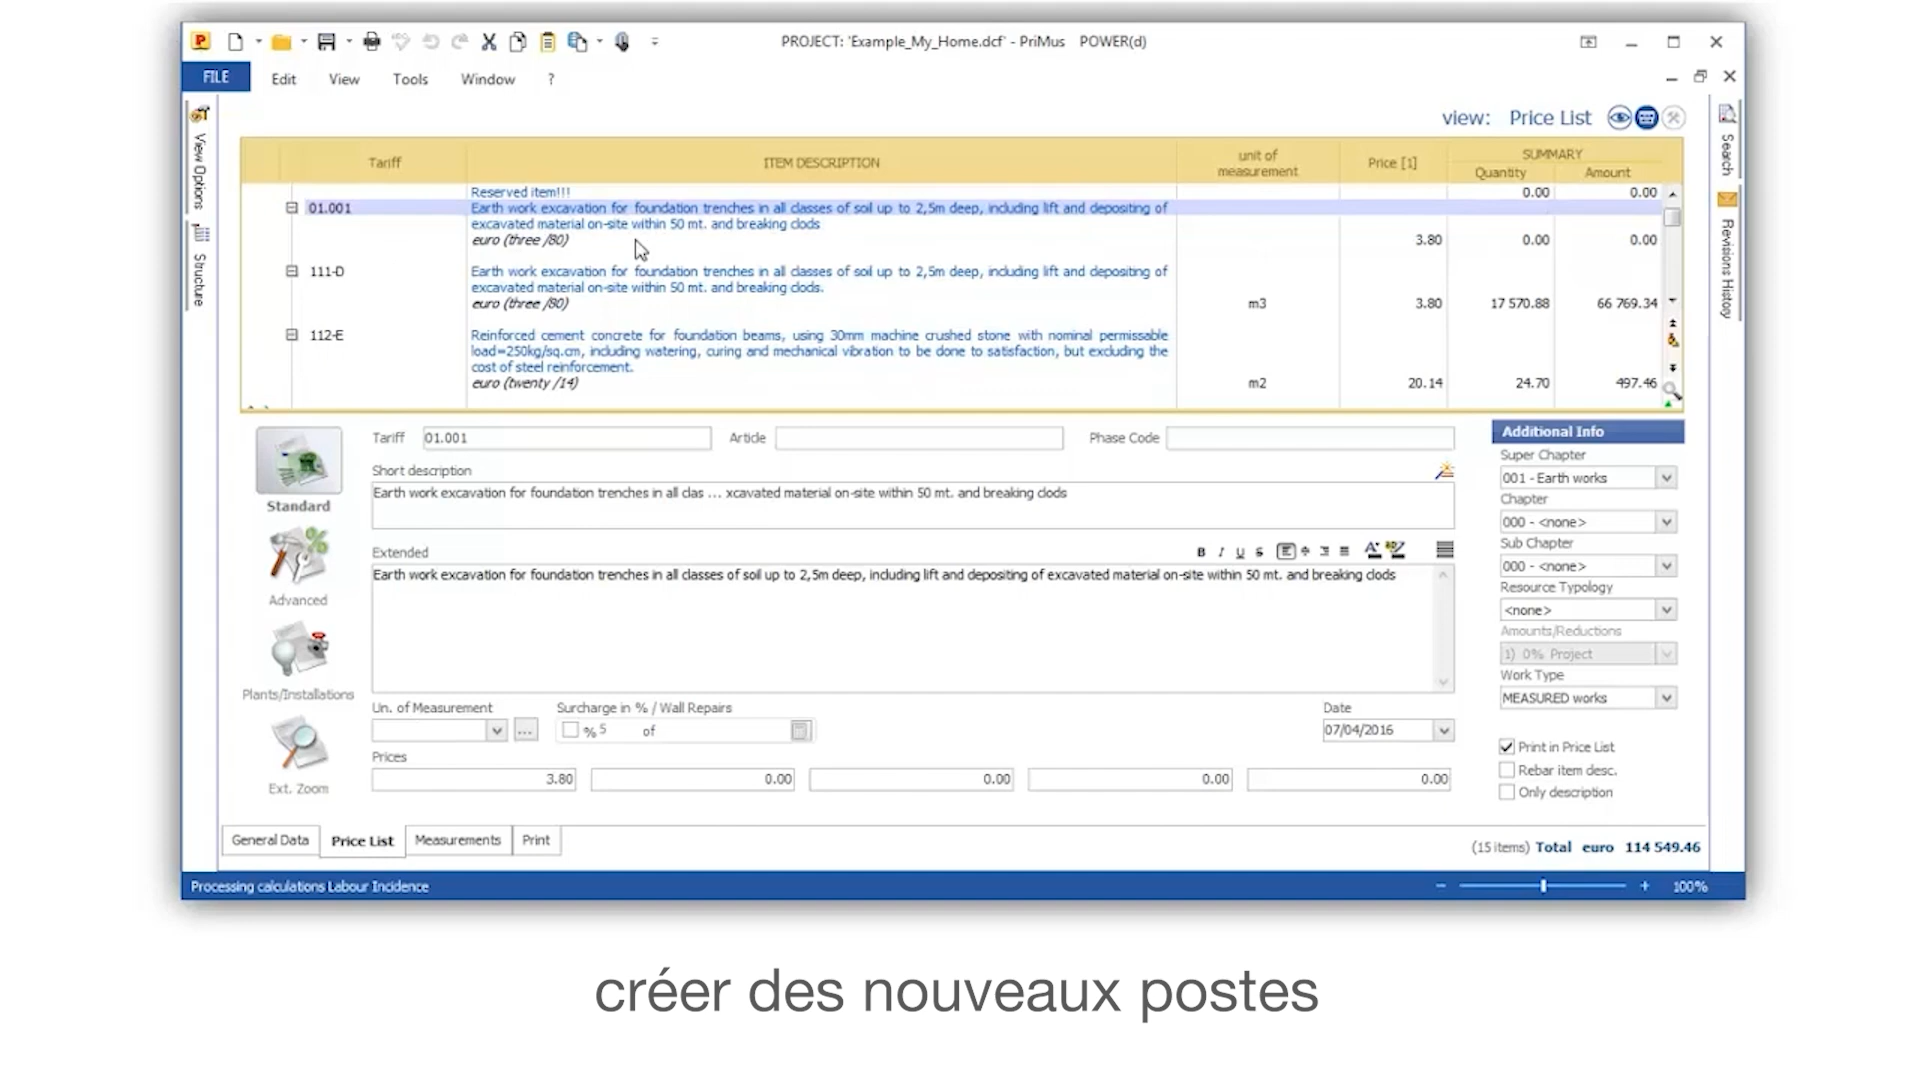 PROJECT: 'Example_My_Home.dcf' - PriMus POWER(d)
FILE Edit View Tools Window ?
view: Price List
View Options
Structure
Search
Revisions History
Tariff ITEM DESCRIPTION unit of measurement Price [1] SUMMARY Quantity Amount
Reserved item!!! 0.00 0.00
01.001 Earth work excavation for foundation trenches in all classes of soil up to 2,5m deep, including lift and depositing of
excavated material on-site within 50 mt. and breaking clods
euro (three /80) 3.80 0.00 0.00
111-D Earth work excavation for foundation trenches in all classes of soil up to 2,5m deep, including lift and depositing of
excavated material on-site within 50 mt. and breaking clods.
euro (three /80) m3 3.80 17 570.88 66 769.34
112-E Reinforced cement concrete for foundation beams, using 30mm machine crushed stone with nominal permissable
load=250kg/sq.cm, including watering, curing and mechanical vibration to be done to satisfaction, but excluding the
cost of steel reinforcement.
euro (twenty /14) m2 20.14 24.70 497.46
Standard
Advanced
Plants/Installations
Ext. Zoom
Tariff 01.001 Article Phase Code
Short description
Earth work excavation for foundation trenches in all clas ... xcavated material on-site within 50 mt. and breaking clods
Extended B I U S
Earth work excavation for foundation trenches in all classes of soil up to 2,5m deep, including lift and depositing of excavated material on-site within 50 mt. and breaking clods
Un. of Measurement Surcharge in % / Wall Repairs Date
... % 5 of 07/04/2016
Prices
3.80 0.00 0.00 0.00 0.00
Additional Info
Super Chapter
001 - Earth works
Chapter
000 - <none>
Sub Chapter
000 - <none>
Resource Typology
<none>
Amounts/Reductions
1) 0% Project
Work Type
MEASURED works
Print in Price List
Rebar item desc.
Only description
General Data Price List Measurements Print
(15 items) Total euro 114 549.46
Processing calculations Labour Incidence 100%
créer des nouveaux postes